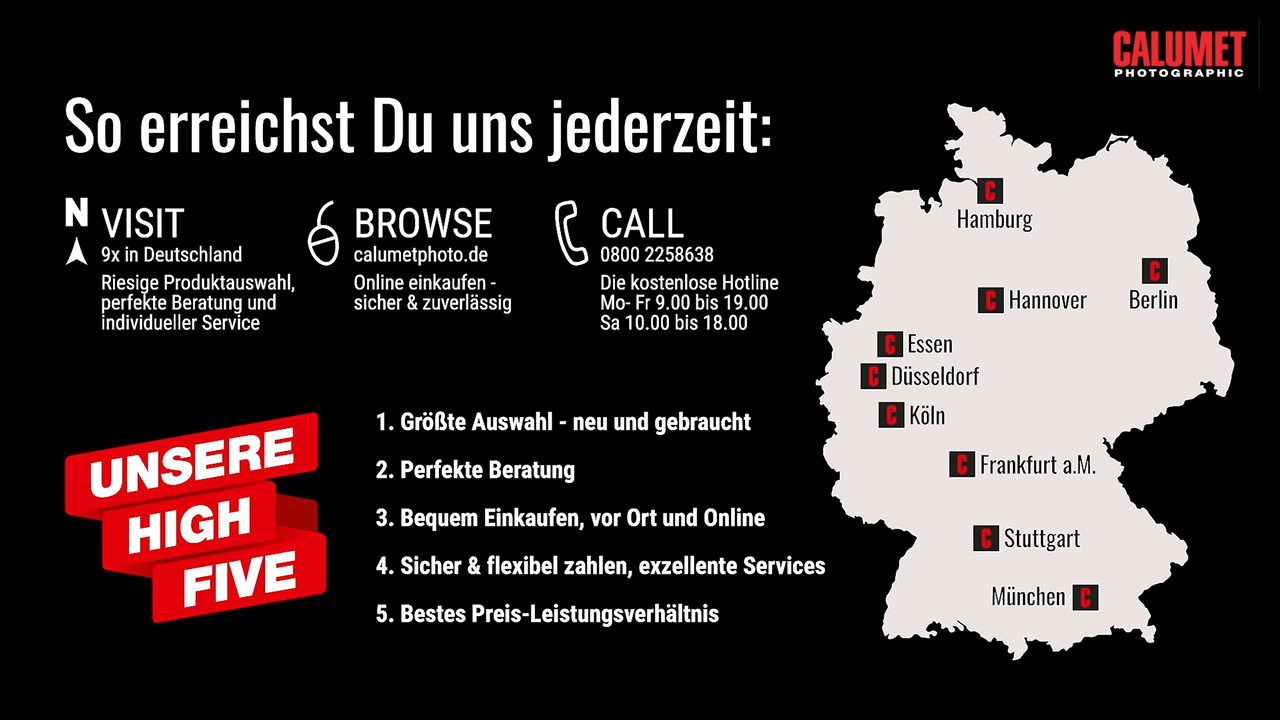 CALUMET
PHOTOGRAPHIC
So erreichst Du uns jederzeit:
N
VISIT
9x in Deutschland
Riesige Produktauswahl,
perfekte Beratung und
individueller Service
BROWSE
calumetphoto.de
Online einkaufen -
sicher & zuverlässig
CALL
0800 2258638
Die kostenlose Hotline
Mo- Fr 9.00 bis 19.00
Sa 10.00 bis 18.00
UNSERE
HIGH
FIVE
1. Größte Auswahl - neu und gebraucht
2. Perfekte Beratung
3. Bequem Einkaufen, vor Ort und Online
4. Sicher & flexibel zahlen, exzellente Services
5. Bestes Preis-Leistungsverhältnis
C
Hamburg
C
Berlin
C Hannover
C Essen
C Düsseldorf
C Köln
C Frankfurt a.M.
C Stuttgart
München C